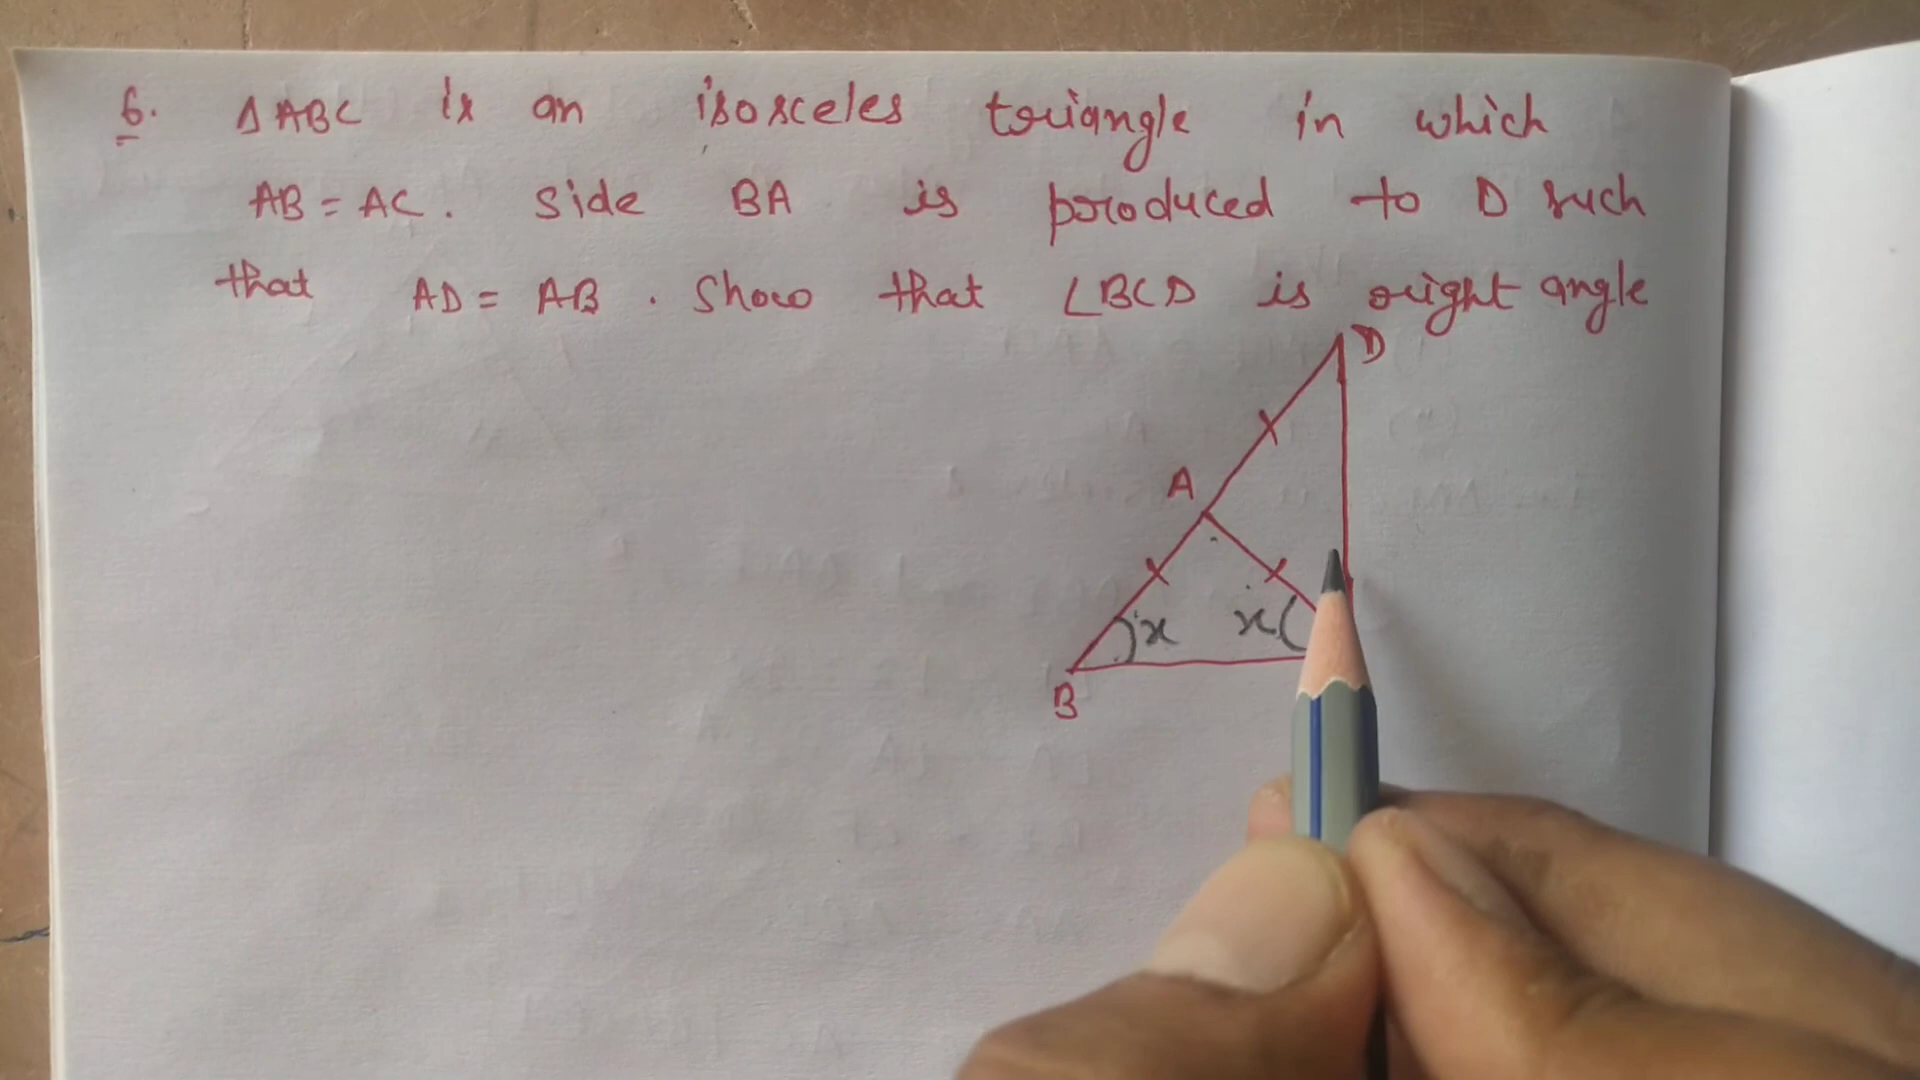 6. ΔABC is an isosceles triangle in which
AB = AC. Side BA is produced to D such
that AD = AB. Show that ∠BCD is right angle
D
A
x x
B